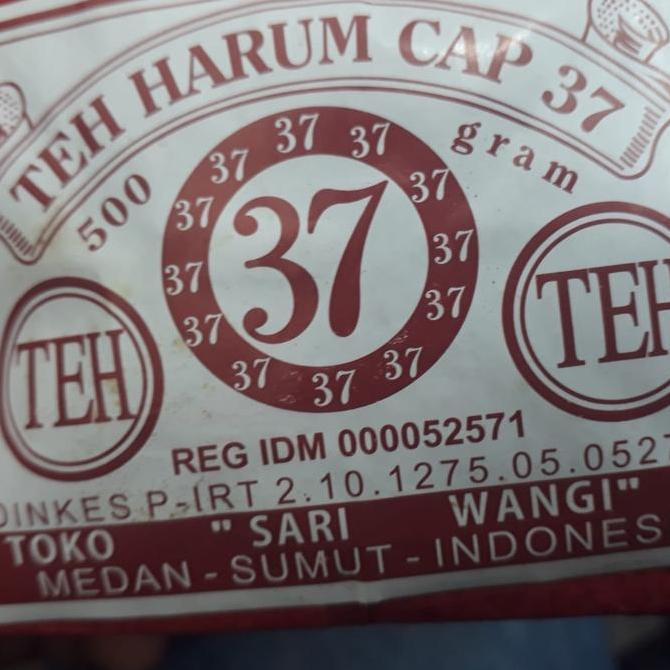 TEH HARUM CAP 37
500 gram
37 37 37 37 37 37 37 37 37 37 37 37
37
TEH
TEH
REG IDM 000052571
DINKES P-IRT 2.10.1275.05.052
TOKO "SARI WANGI"
MEDAN - SUMUT - INDONES